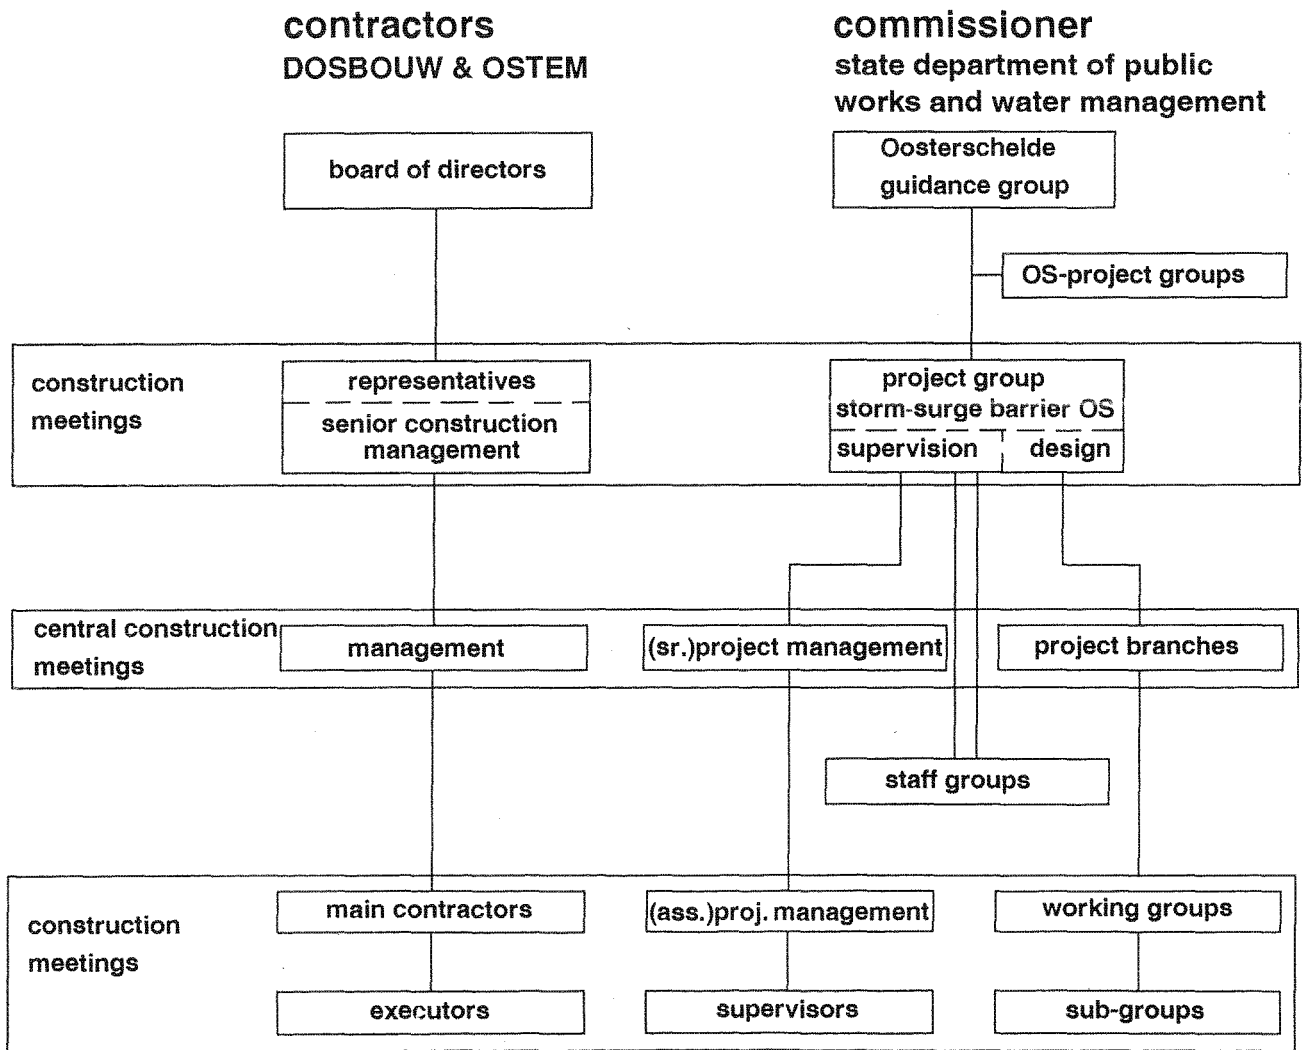 contractors
DOSBOUW & OSTEM
commissioner
state department of public
works and water management
board of directors
Oosterschelde
guidance group
OS-project groups
construction
meetings
representatives
senior construction
management
project group
storm-surge barrier OS
supervision
design
central construction
meetings
management
(sr.)project management
project branches
staff groups
construction
meetings
main contractors
(ass.)proj. management
working groups
executors
supervisors
sub-groups